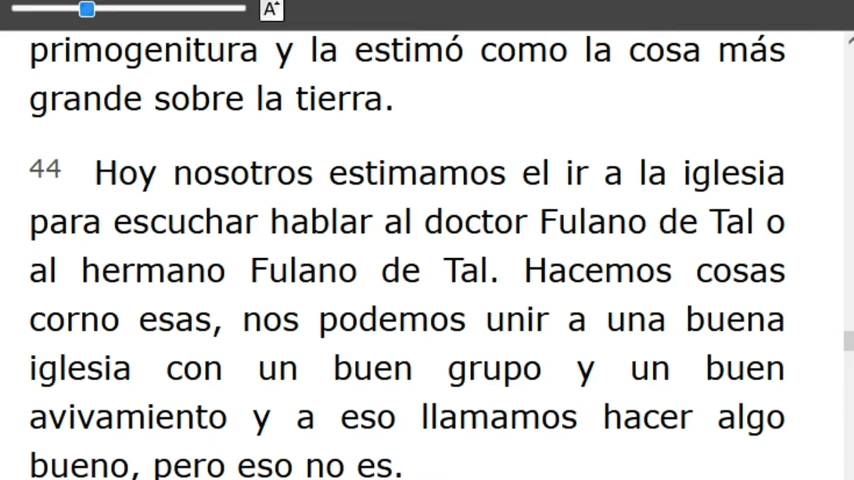 A
primogenitura y la estimó como la cosa más
grande sobre la tierra.
44 Hoy nosotros estimamos el ir a la iglesia
para escuchar hablar al doctor Fulano de Tal o
al hermano Fulano de Tal. Hacemos cosas
corno esas, nos podemos unir a una buena
iglesia con un buen grupo y un buen
avivamiento y a eso llamamos hacer algo
bueno, pero eso no es.